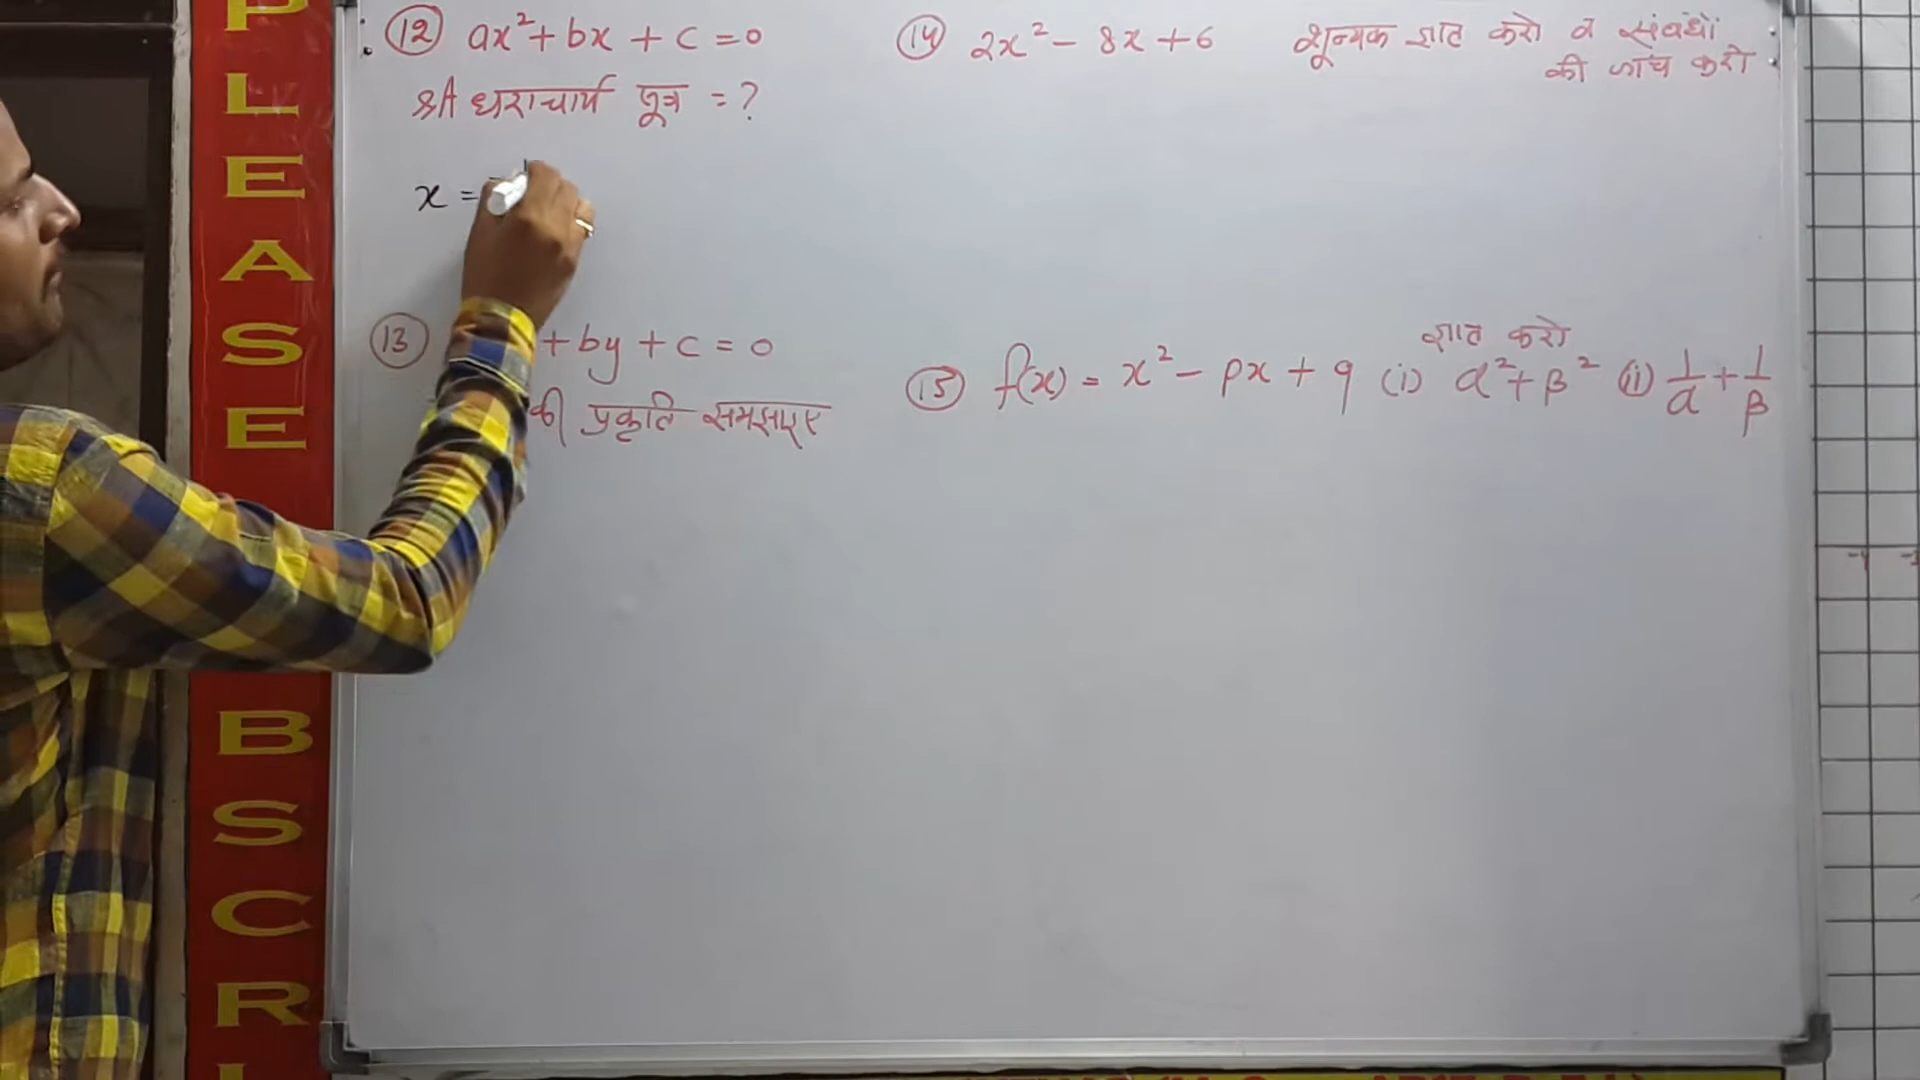 PLEASE
SUBSCRI
⑫ ax² + bx + c = 0
श्री धराचार्य सूत्र = ?
x = -
⑬ + by + c = 0
की प्रकृति समझाइए
⑭ 2x² - 8x + 6 शून्यक ज्ञात करो व संबंधों
की जांच करो
ज्ञात करो
⑮ f(x) = x² - px + q (i) α² + β² (ii) 1/α + 1/β